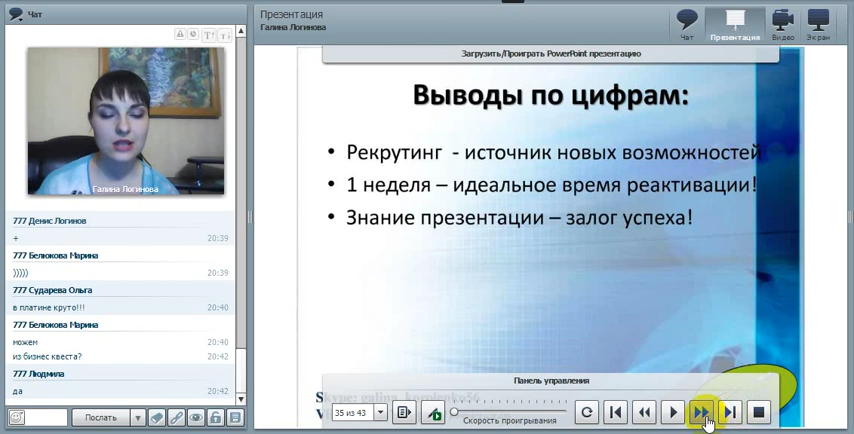 Чат
Галина Логинова
777 Денис Логинов
+
20:39
777 Белюкова Марина
)))))
20:39
777 Сударева Ольга
в платине круто!!!
20:40
777 Белюкова Марина
можем
20:40
из бизнес квеста?
20:42
777 Людмила
да
20:42
Послать
Презентация
Галина Логинова
Чат
Презентация
Видео
Экран
Загрузить/Проиграть PowerPoint презентацию
Выводы по цифрам:
• Рекрутинг - источник новых возможностей
• 1 неделя – идеальное время реактивации!
• Знание презентации – залог успеха!
Панель управления
35 из 43
Скорость проигрывания